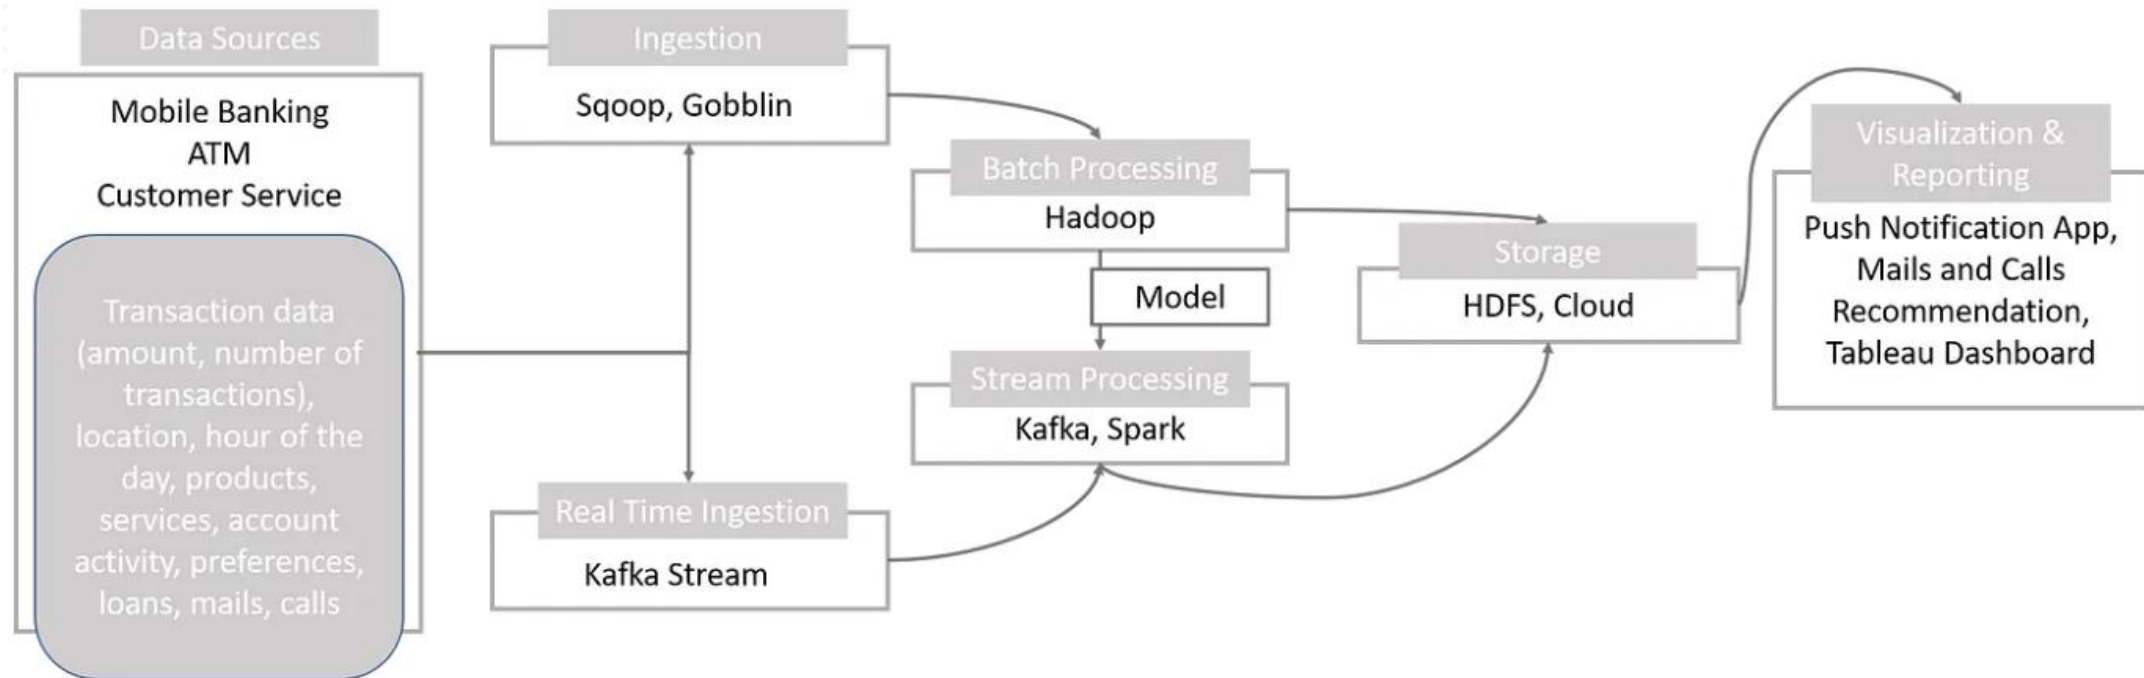 Data Sources
Mobile Banking
ATM
Customer Service
Transaction data
(amount, number of
transactions),
location, hour of the
day, products,
services, account
activity, preferences,
loans, mails, calls
Ingestion
Sqoop, Gobblin
Real Time Ingestion
Kafka Stream
Batch Processing
Hadoop
Model
Stream Processing
Kafka, Spark
Storage
HDFS, Cloud
Visualization &
Reporting
Push Notification App,
Mails and Calls
Recommendation,
Tableau Dashboard